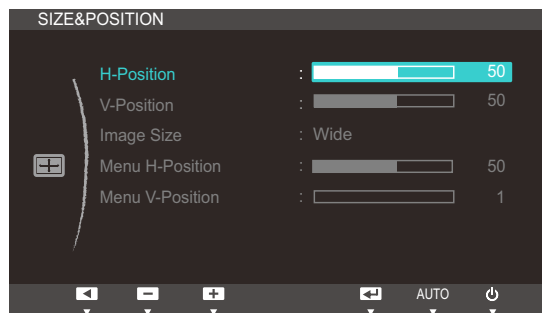 SIZE&POSITION
H-Position : 50
V-Position : 50
Image Size : Wide
Menu H-Position : 50
Menu V-Position : 1
AUTO